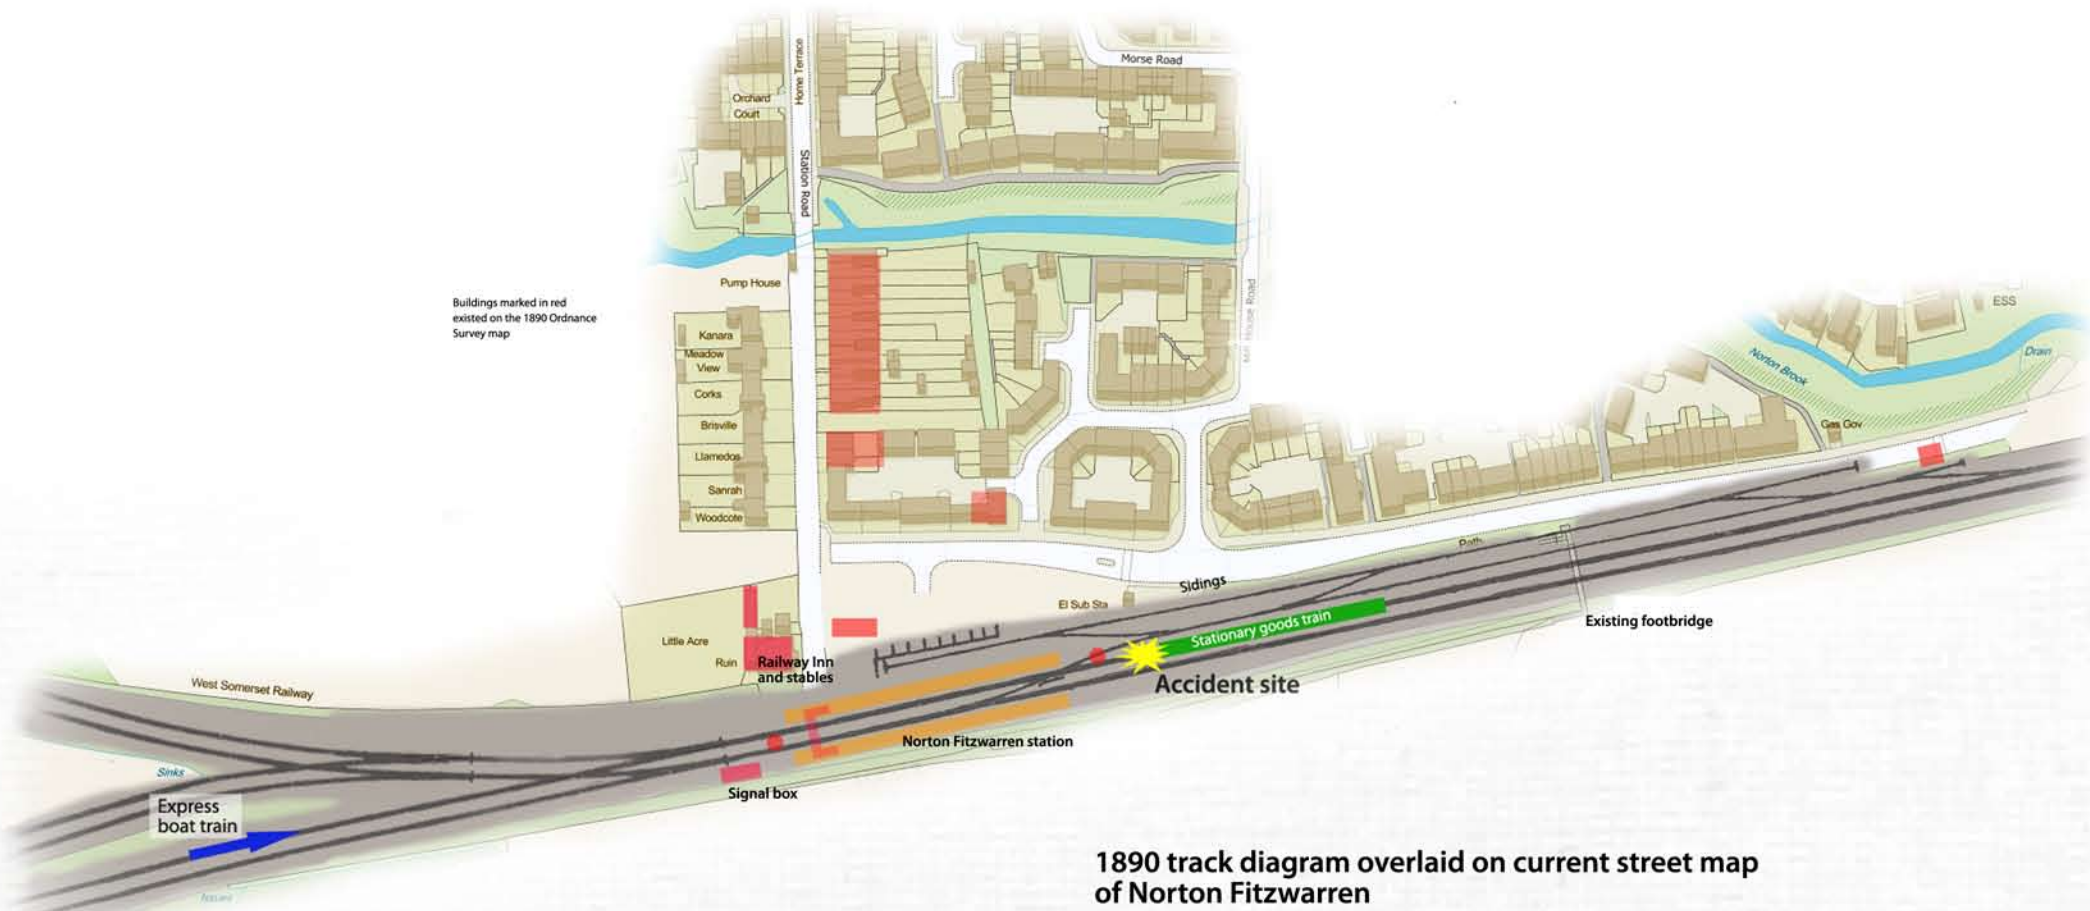 Morse Road
Home Terrace
Orchard
Court
Station Road
Pump House
Buildings marked in red
existed on the 1890 Ordnance
Survey map
Kanara
Meadow
View
Corks
Brisville
Llamedos
Sanrah
Woodcote
House Road
ESS
Norton Brook
Drain
Gas Gov
Path
Sidings
El Sub Sta
Stationary goods train
Existing footbridge
Little Acre
Ruin
Railway Inn
and stables
Accident site
West Somerset Railway
Norton Fitzwarren station
Sinks
Signal box
Express
boat train
1890 track diagram overlaid on current street map
of Norton Fitzwarren